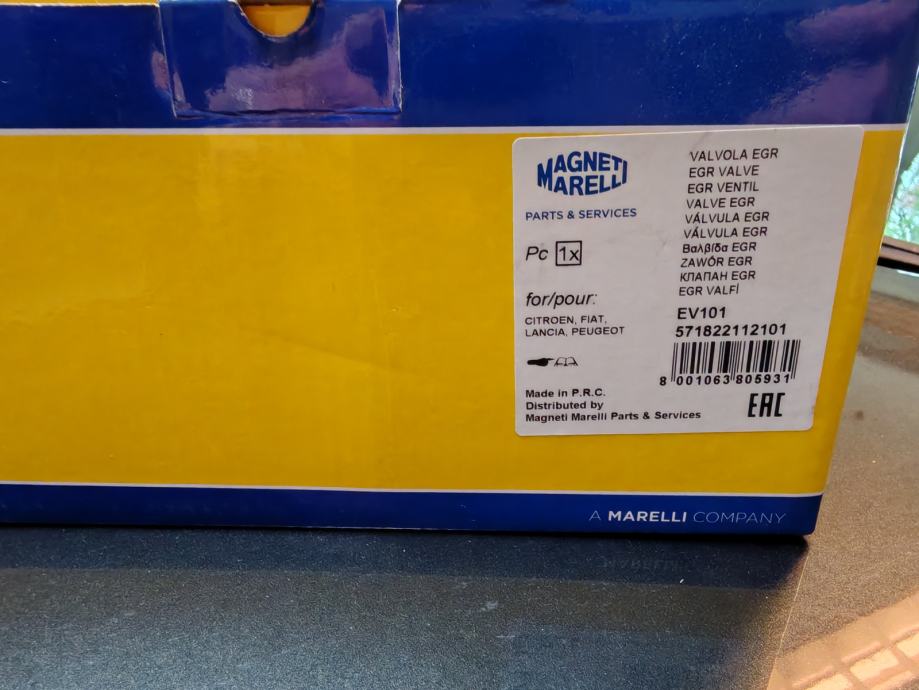 MAGNETI
MARELLI
PARTS & SERVICES
Pc 1x
for/pour:
CITROEN, FIAT,
LANCIA, PEUGEOT
Made in P.R.C.
Distributed by
Magneti Marelli Parts & Services
VALVOLA EGR
EGR VALVE
EGR VENTIL
VALVE EGR
VÁLVULA EGR
VÁLVULA EGR
Βαλβίδα EGR
ZAWÓR EGR
КЛАПАН EGR
EGR VALFİ
EV101
571822112101
8 001063 805931
EAC
A MARELLI COMPANY